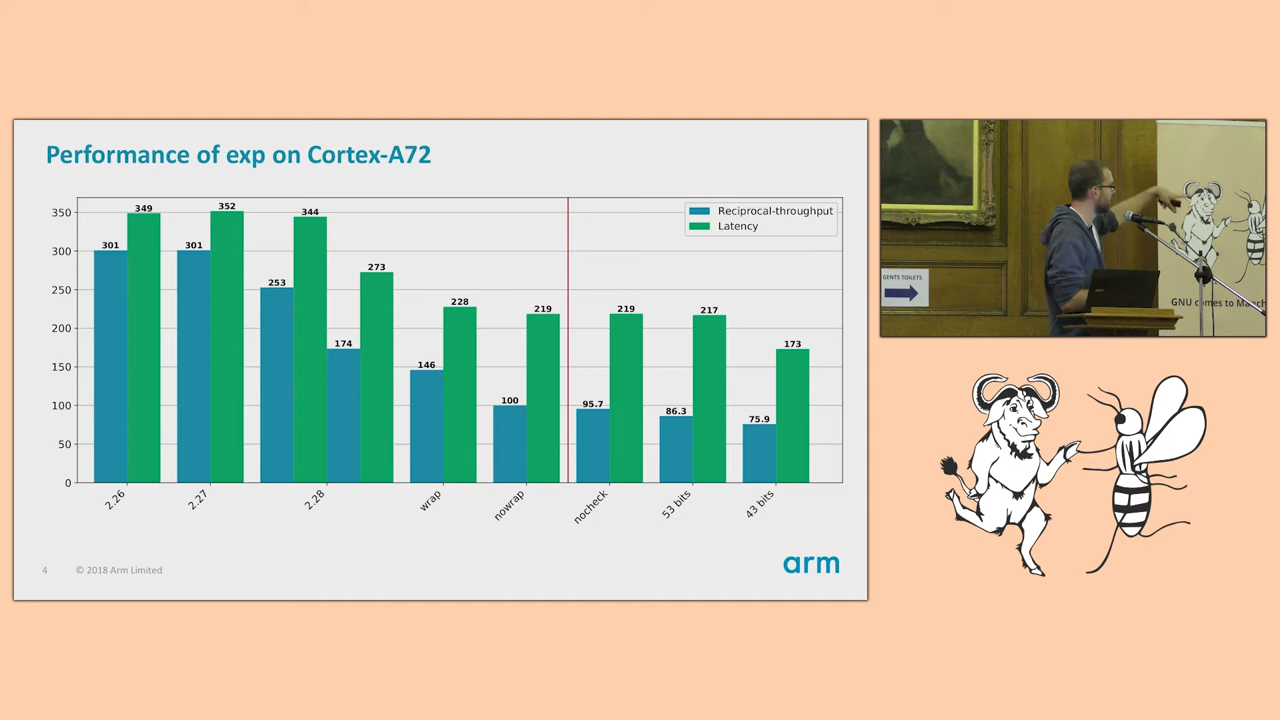 Performance of exp on Cortex-A72
Reciprocal-throughput
Latency
350
300
250
200
150
100
50
0
301
349
301
352
253
344
174
273
146
228
100
219
95.7
219
86.3
217
75.9
173
2.26
2.27
2.28
wrap
nowrap
nocheck
53 bits
43 bits
4
© 2018 Arm Limited
arm
GENTS TOILETS
GNU comes to Manch